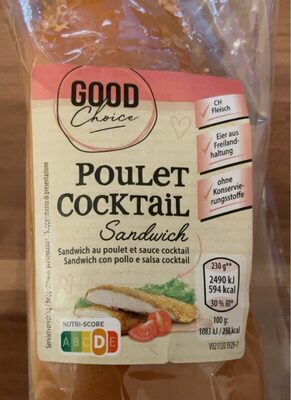 GOOD
Choice
CH
Fleisch
Eier aus
Freiland-
haltung
ohne
Konservie-
rungsstoffe
POULET
COCKTAIL
Sandwich
Sandwich au poulet et sauce cocktail
Sandwich con pollo e salsa cocktail
230 g**
2490 kJ
594 kcal
30 % RI*
100 g:
1083 kJ / 258 kcal
NUTRI-SCORE
A B C D E